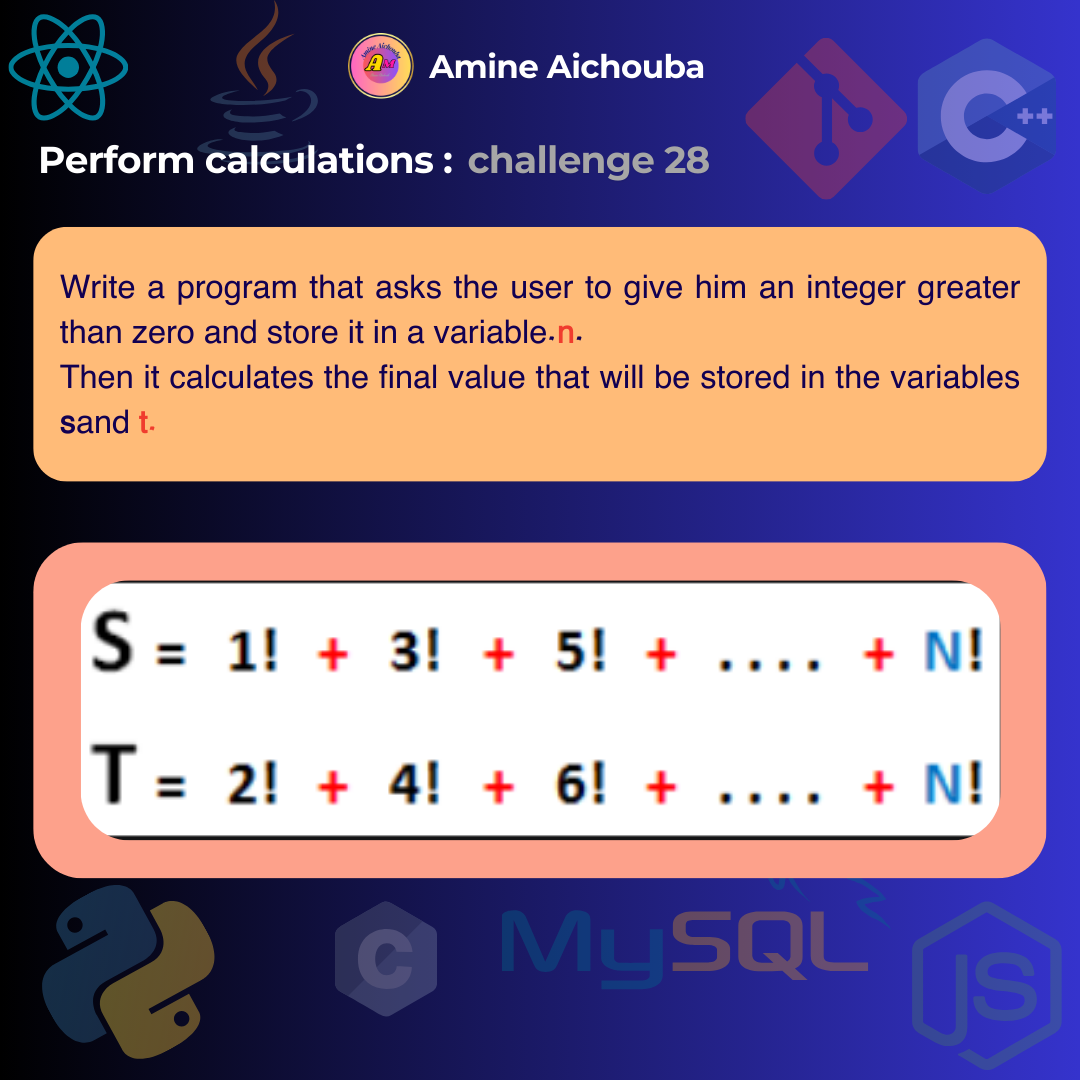 Amine Aichouba
Perform calculations : challenge 28
Write a program that asks the user to give him an integer greater
than zero and store it in a variable.n.
Then it calculates the final value that will be stored in the variables
sand t.
S = 1! + 3! + 5! + .... + N!
T = 2! + 4! + 6! + .... + N!
C ++
C
MySQL
JS